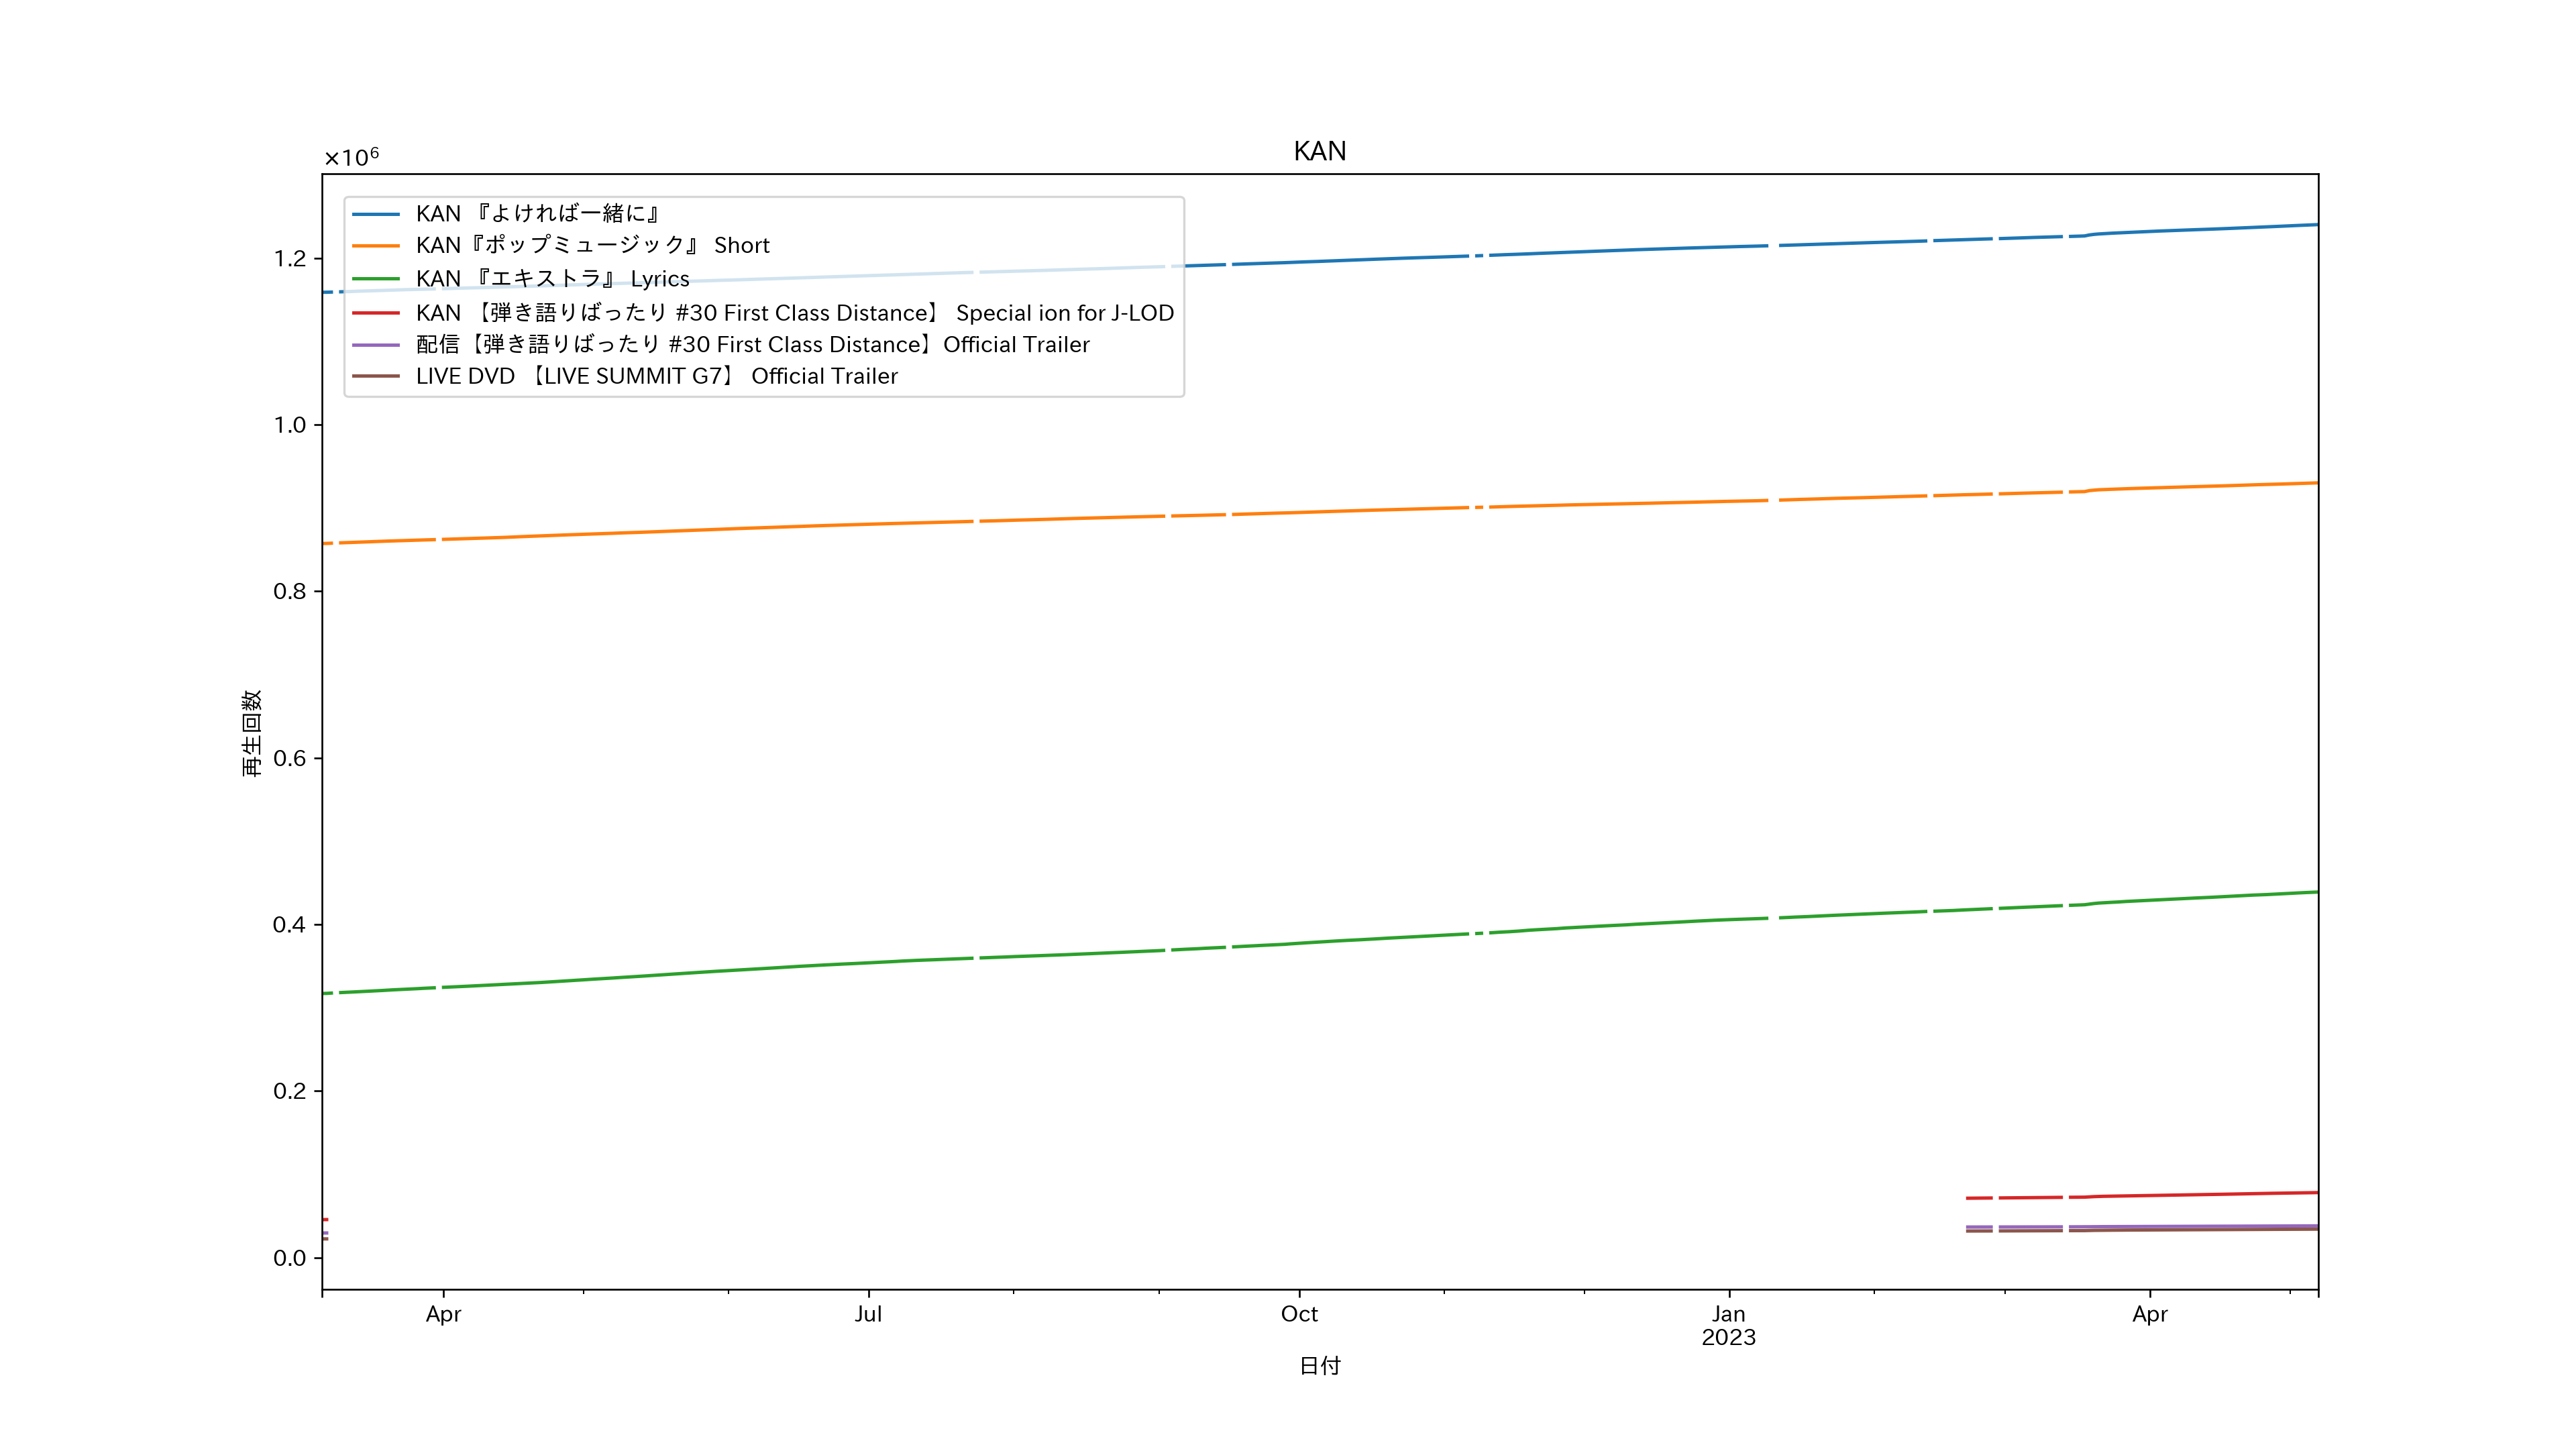 KAN
×10⁶
KAN 『よければ一緒に』
KAN『ポップミュージック』 Short
KAN 『エキストラ』 Lyrics
KAN 【弾き語りばったり #30 First Class Distance】 Special ion for J-LOD
配信【弾き語りばったり #30 First Class Distance】Official Trailer
LIVE DVD 【LIVE SUMMIT G7】 Official Trailer
1.2
1.0
0.8
0.6
0.4
0.2
0.0
再生回数
Apr
Jul
Oct
Jan
2023
Apr
日付